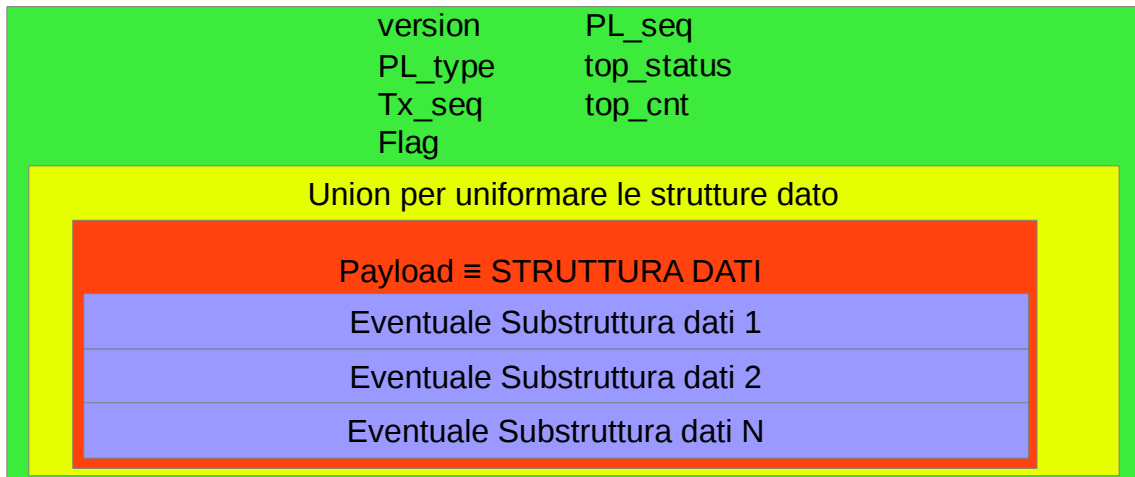 version PL_seq
PL_type top_status
Tx_seq top_cnt
Flag
Union per uniformare le strutture dato
Payload ≡ STRUTTURA DATI
Eventuale Substruttura dati 1
Eventuale Substruttura dati 2
Eventuale Substruttura dati N